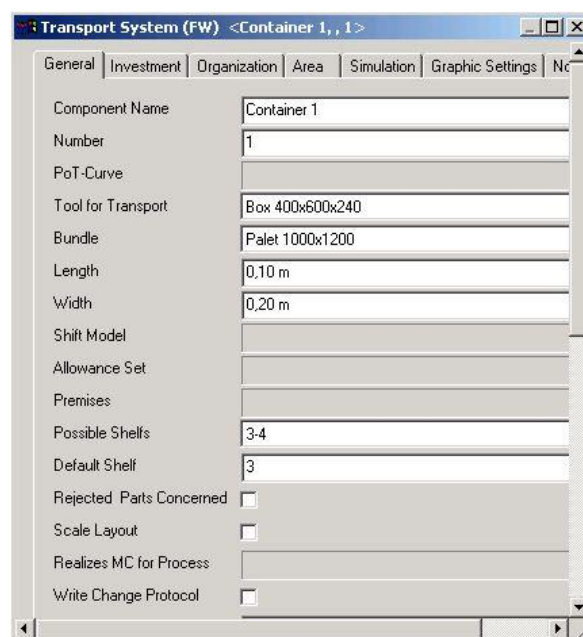 Transport System (FW) <Container 1, , 1>
General Investment Organization Area Simulation Graphic Settings No
Component Name Container 1
Number 1
PoT-Curve
Tool for Transport Box 400x600x240
Bundle Palet 1000x1200
Length 0,10 m
Width 0,20 m
Shift Model
Allowance Set
Premises
Possible Shelfs 3-4
Default Shelf 3
Rejected Parts Concerned
Scale Layout
Realizes MC for Process
Write Change Protocol